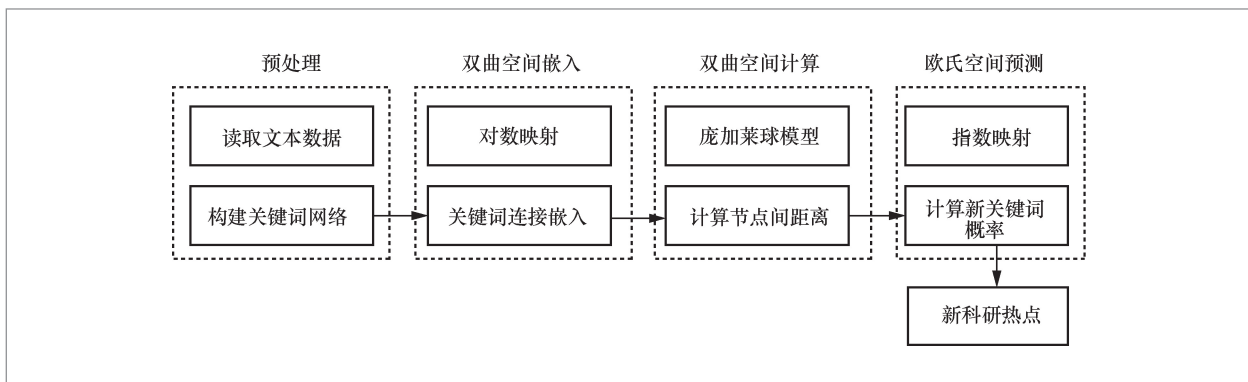 预处理
双曲空间嵌入
双曲空间计算
欧氏空间预测
读取文本数据
对数映射
庞加莱球模型
指数映射
构建关键词网络
关键词连接嵌入
计算节点间距离
计算新关键词
概率
新科研热点